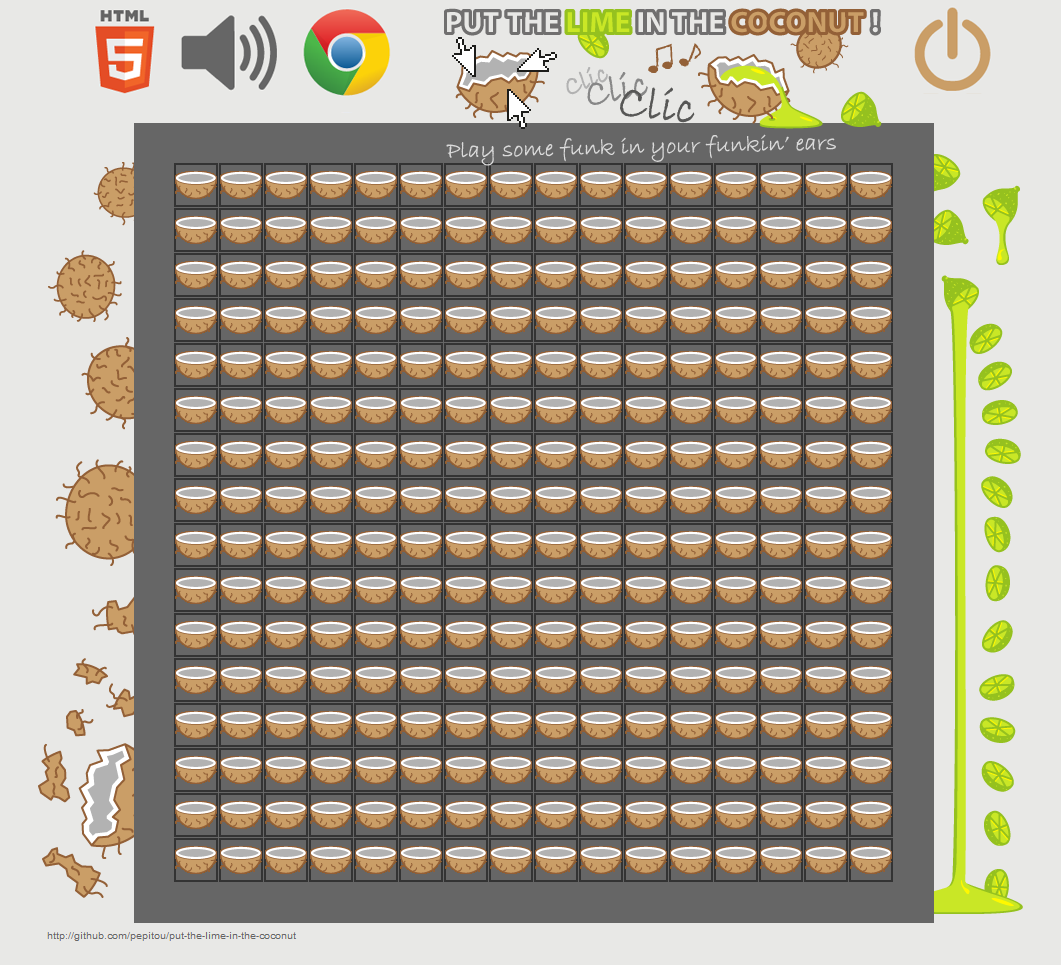 HTML
5
PUT THE LIME IN THE COCONUT !
clic
Clic
Clic
Play some funk in your funkin' ears
http://github.com/pepitou/put-the-lime-in-the-coconut